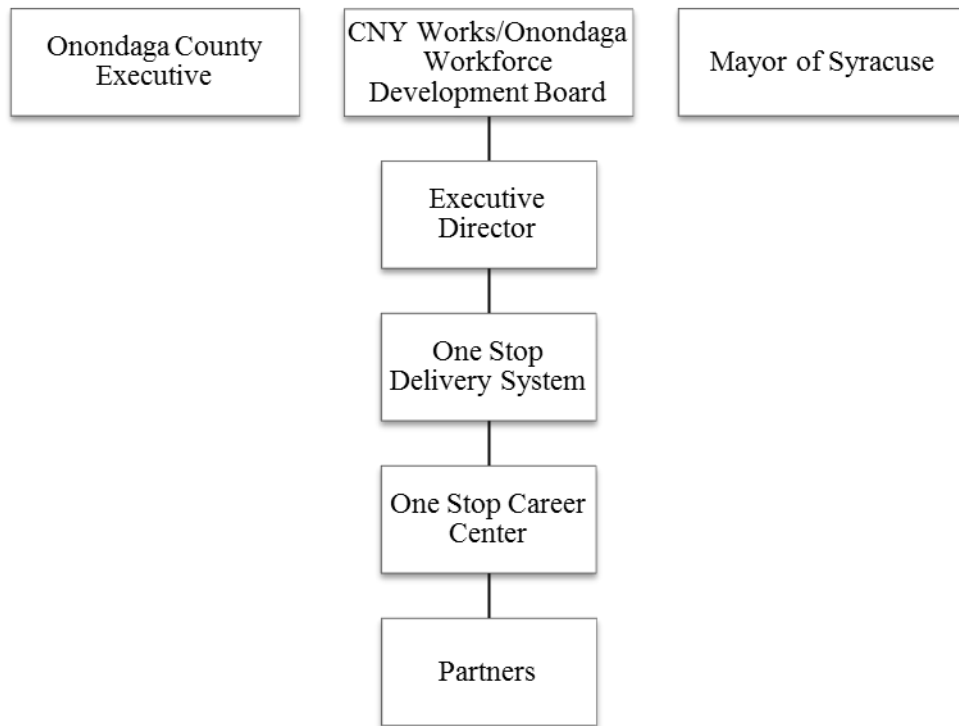 Onondaga County
Executive
CNY Works/Onondaga
Workforce
Development Board
Mayor of Syracuse
Executive
Director
One Stop
Delivery System
One Stop Career
Center
Partners